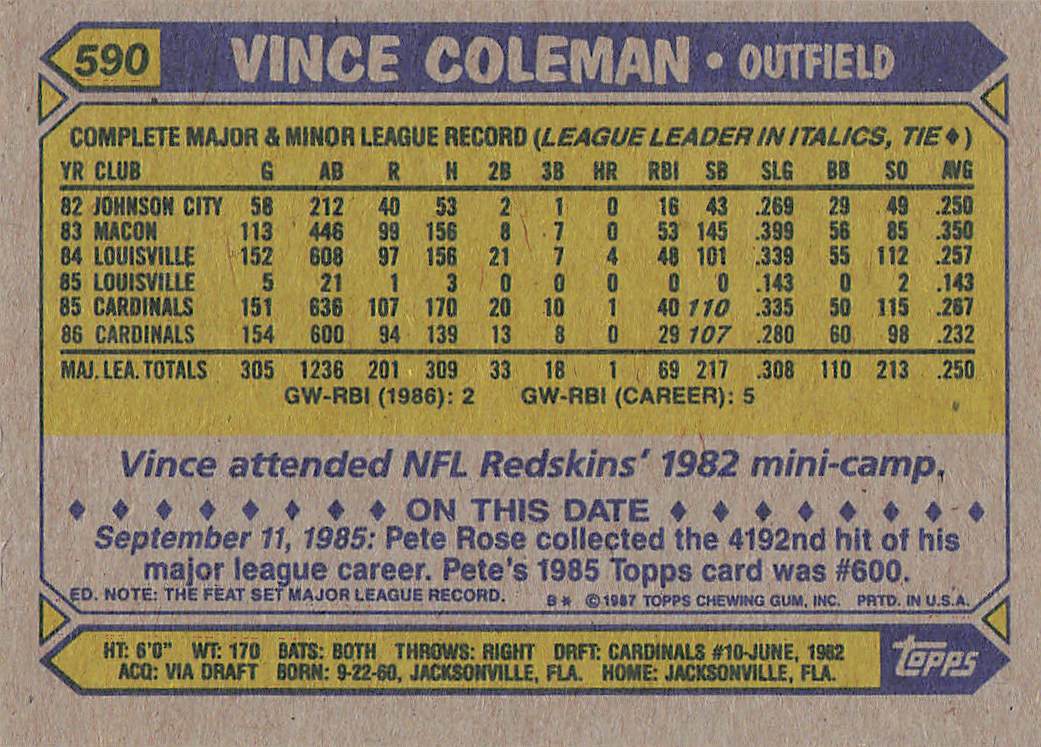 590 VINCE COLEMAN • OUTFIELD
COMPLETE MAJOR & MINOR LEAGUE RECORD (LEAGUE LEADER IN ITALICS, TIE♦)
YR CLUB G AB R H 2B 3B HR RBI SB SLG BB SO AVG
82 JOHNSON CITY 58 212 40 53 2 1 0 16 43 .269 29 49 .250
83 MACON 113 446 99 156 8 7 0 53 145 .399 56 85 .350
84 LOUISVILLE 152 608 97 156 21 7 4 48 101 .339 55 112 .257
85 LOUISVILLE 5 21 1 3 0 0 0 0 0 .143 0 2 .143
85 CARDINALS 151 636 107 170 20 10 1 40 110 .335 50 115 .267
86 CARDINALS 154 600 94 139 13 8 0 29 107 .280 60 98 .232
MAJ. LEA. TOTALS 305 1236 201 309 33 18 1 69 217 .308 110 213 .250
GW-RBI (1986): 2 GW-RBI (CAREER): 5
Vince attended NFL Redskins' 1982 mini-camp.
♦ ♦ ♦ ♦ ♦ ♦ ♦ ♦ ON THIS DATE ♦ ♦ ♦ ♦ ♦ ♦ ♦ ♦
September 11, 1985: Pete Rose collected the 4192nd hit of his
major league career. Pete's 1985 Topps card was #600.
ED. NOTE: THE FEAT SET MAJOR LEAGUE RECORD. B* ©1987 TOPPS CHEWING GUM, INC. PRTD. IN U.S.A.
HT: 6'0" WT: 170 BATS: BOTH THROWS: RIGHT DRFT: CARDINALS #10-JUNE, 1982
ACQ: VIA DRAFT BORN: 9-22-60, JACKSONVILLE, FLA. HOME: JACKSONVILLE, FLA.
topps